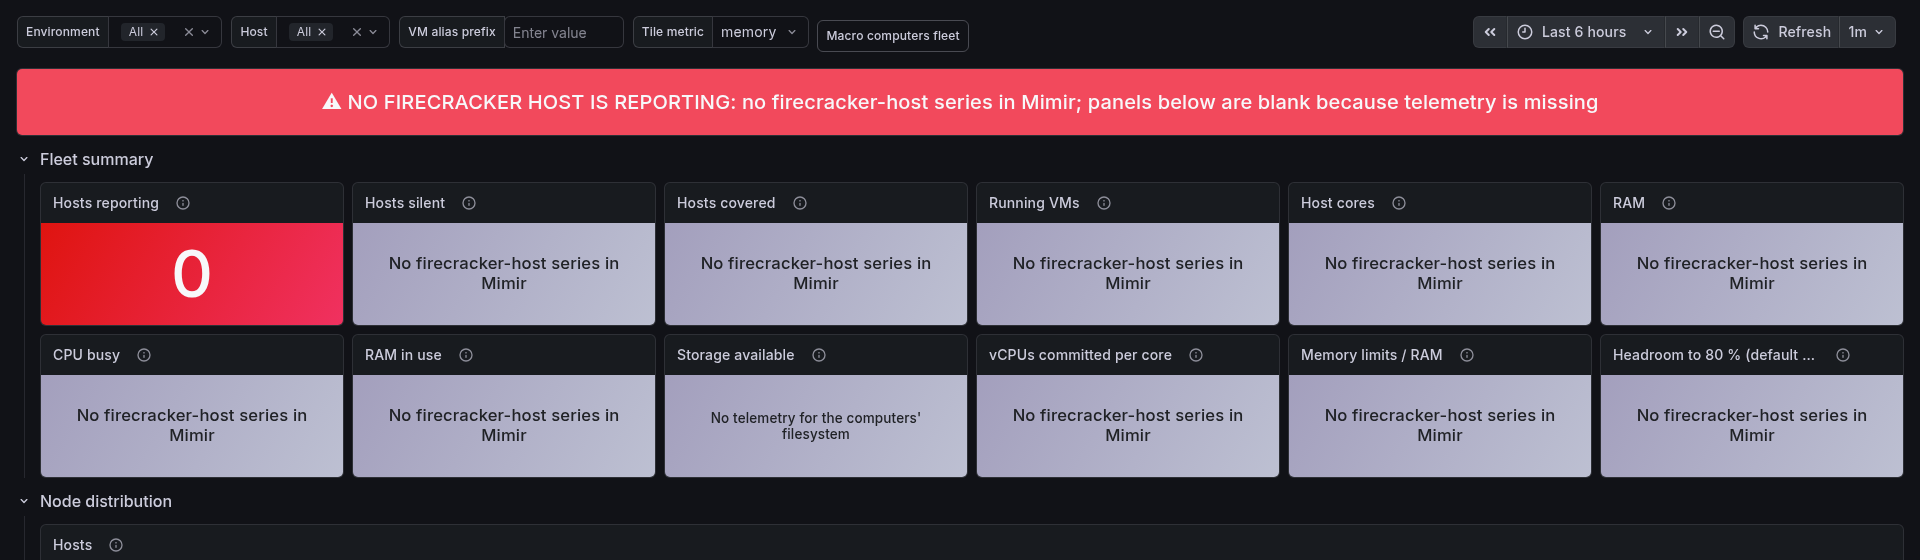 Environment All Host All VM alias prefix Enter value Tile metric memory Macro computers fleet Last 6 hours Refresh 1m
NO FIRECRACKER HOST IS REPORTING: no firecracker-host series in Mimir; panels below are blank because telemetry is missing
Fleet summary
Hosts reporting
0
Hosts silent
No firecracker-host series in
Mimir
Hosts covered
No firecracker-host series in
Mimir
Running VMs
No firecracker-host series in
Mimir
Host cores
No firecracker-host series in
Mimir
RAM
No firecracker-host series in
Mimir
CPU busy
No firecracker-host series in
Mimir
RAM in use
No firecracker-host series in
Mimir
Storage available
No telemetry for the computers'
filesystem
vCPUs committed per core
No firecracker-host series in
Mimir
Memory limits / RAM
No firecracker-host series in
Mimir
Headroom to 80 % (default ...
No firecracker-host series in
Mimir
Node distribution
Hosts